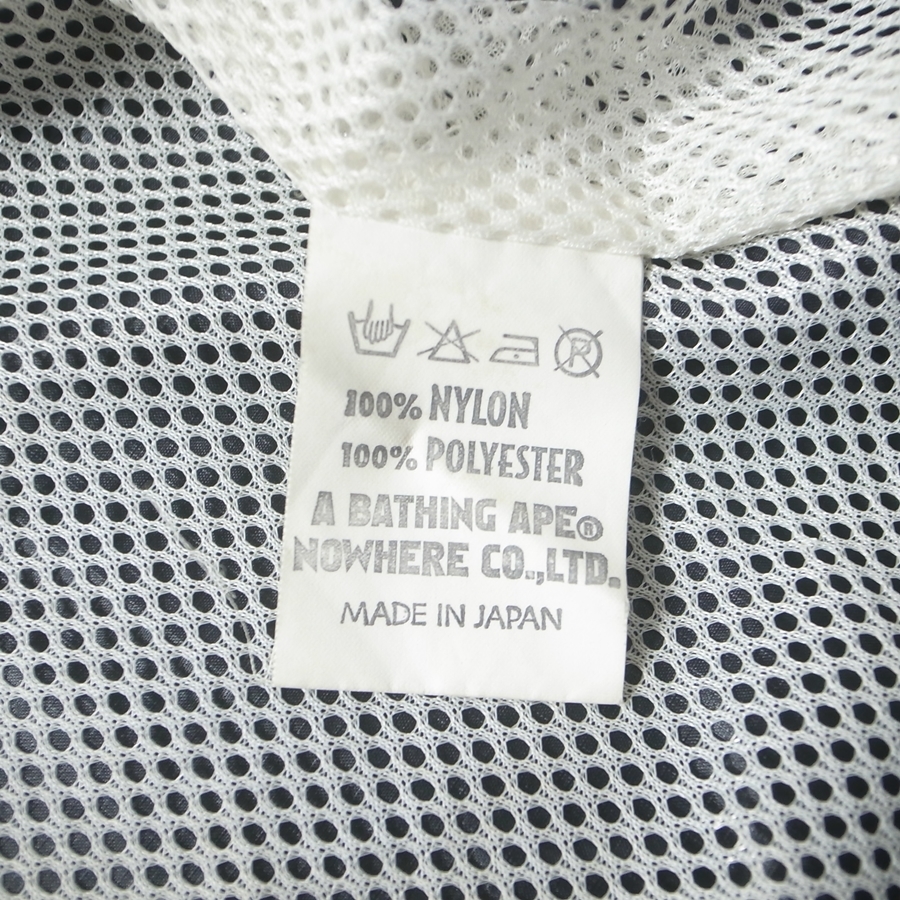 R
100% NYLON
100% POLYESTER
A BATHING APE®
NOWHERE CO.,LTD.
MADE IN JAPAN